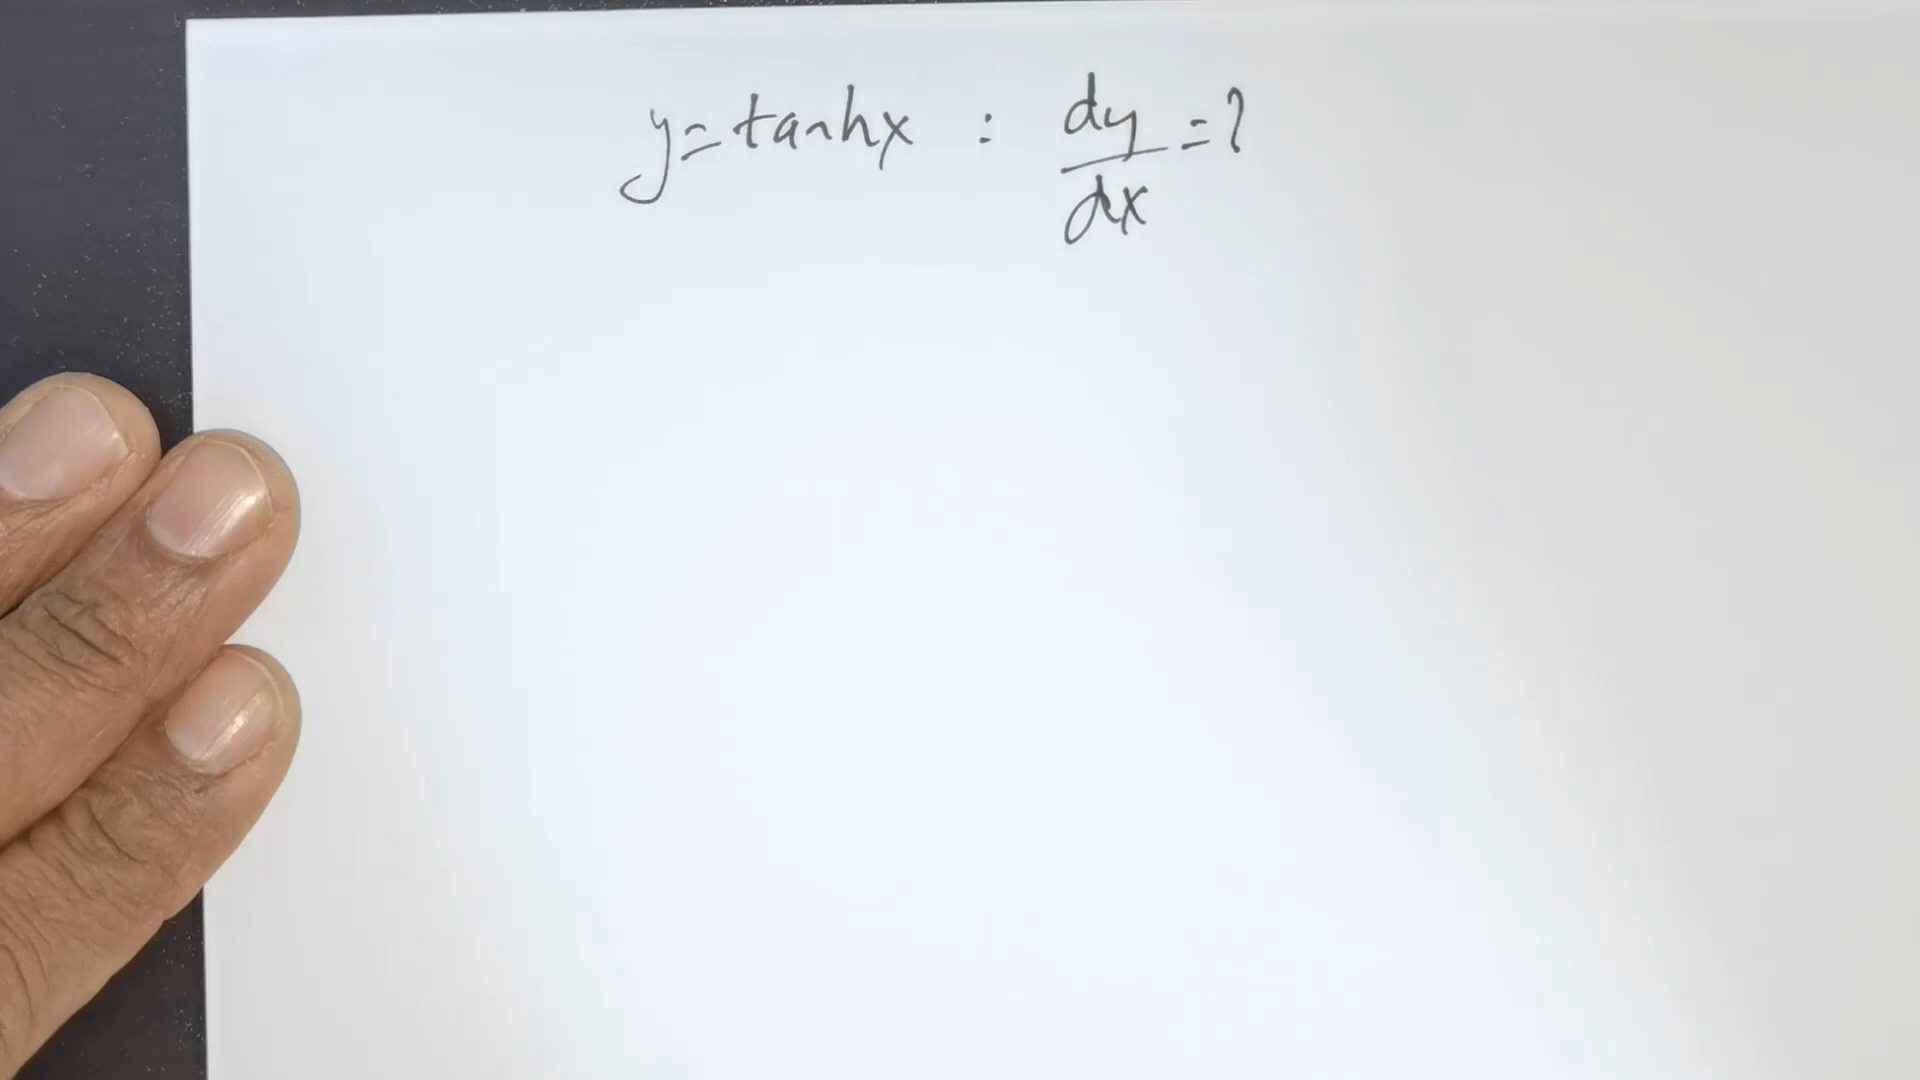 y = tanhx : dy/dx = ?